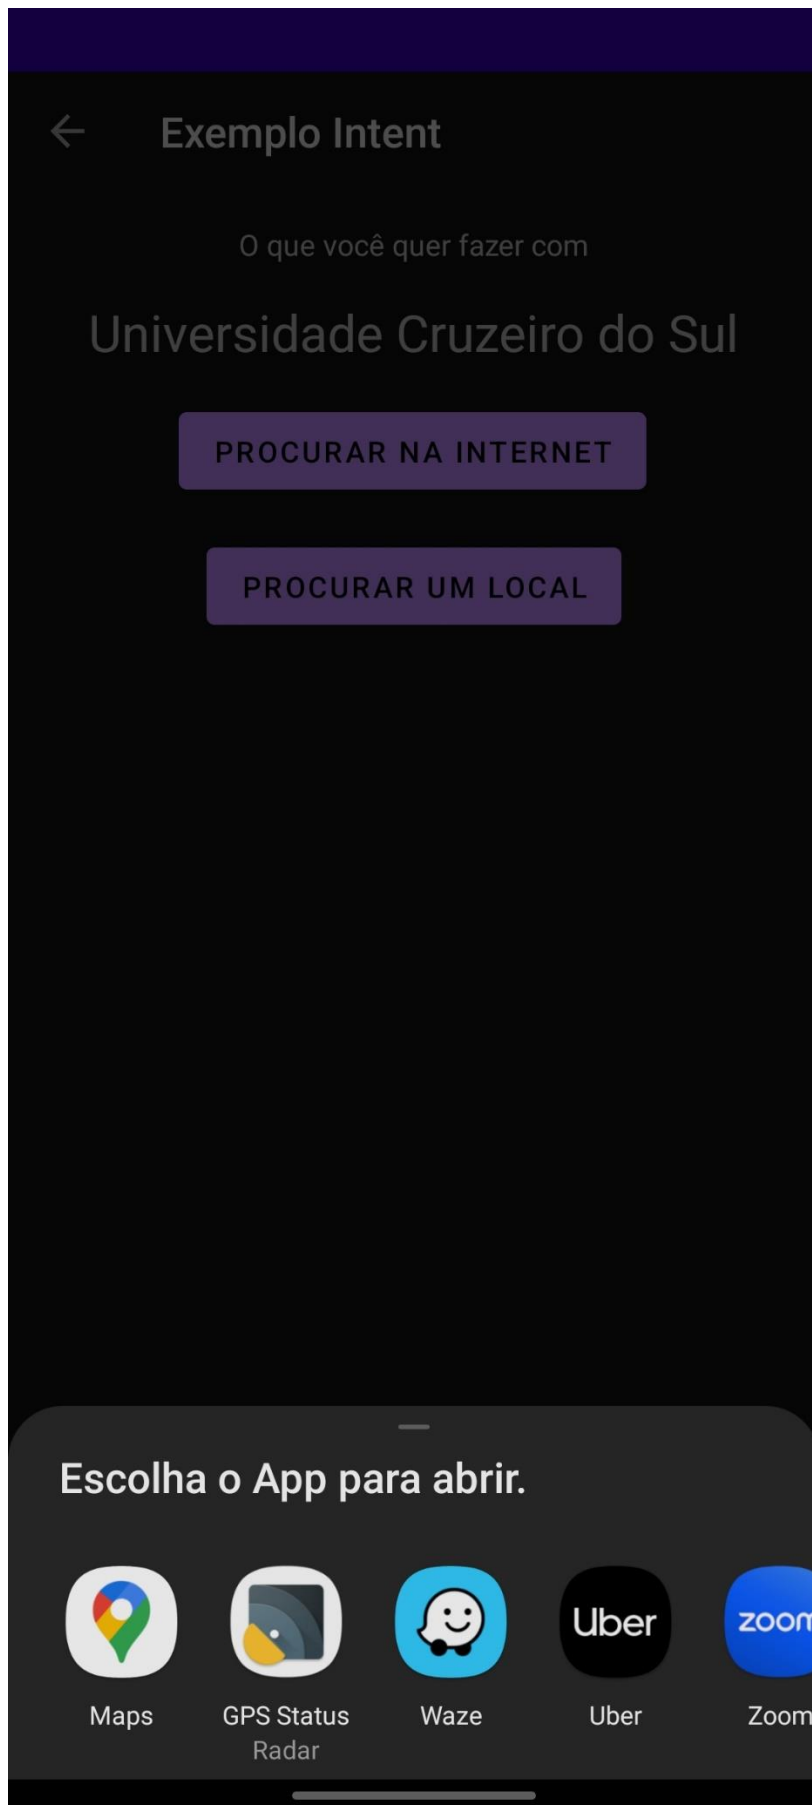 Exemplo Intent
O que você quer fazer com
Universidade Cruzeiro do Sul
PROCURAR NA INTERNET
PROCURAR UM LOCAL
Escolha o App para abrir.
Uber
zoom
Maps
GPS Status
Waze
Uber
Zoom
Radar